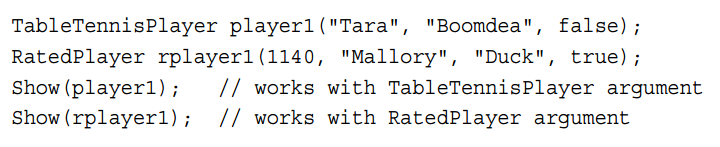 TableTennisPlayer player1("Tara", "Boomdea", false);
RatedPlayer rplayer1(1140, "Mallory", "Duck", true);
Show(player1);   // works with TableTennisPlayer argument
Show(rplayer1);  // works with RatedPlayer argument